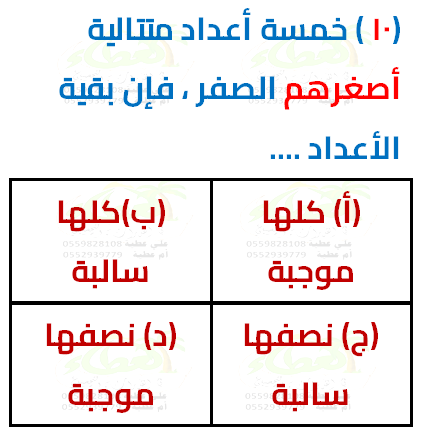 (١٠) خمسة أعداد متتالية
أصغرهم الصفر ، فإن بقية
الأعداد ....
(أ) كلها موجبة
(ب)كلها سالبة
(ج) نصفها سالبة
(د) نصفها موجبة